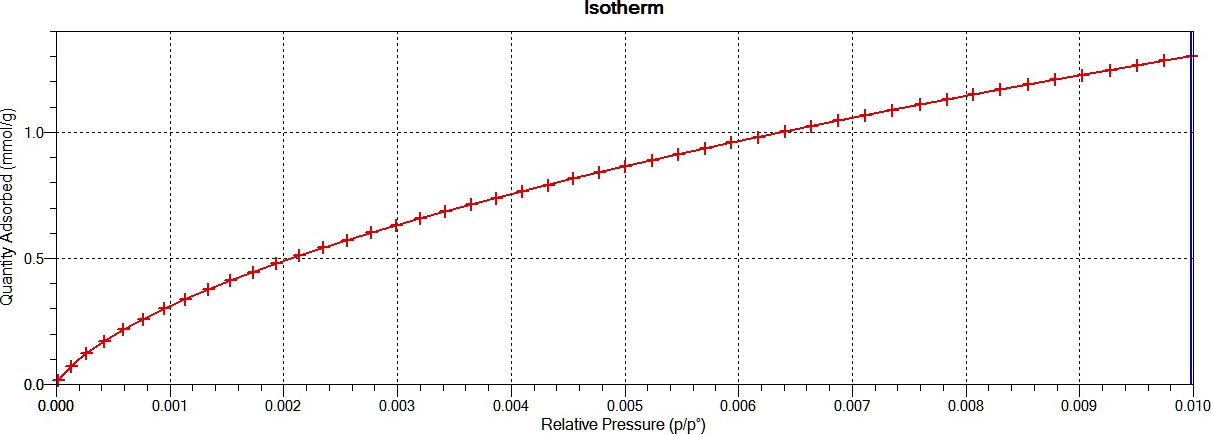 Isotherm
Quantity Adsorbed (mmol/g)
1.0
0.5
0.0
0.000 0.001 0.002 0.003 0.004 0.005 0.006 0.007 0.008 0.009 0.010
Relative Pressure (p/p°)